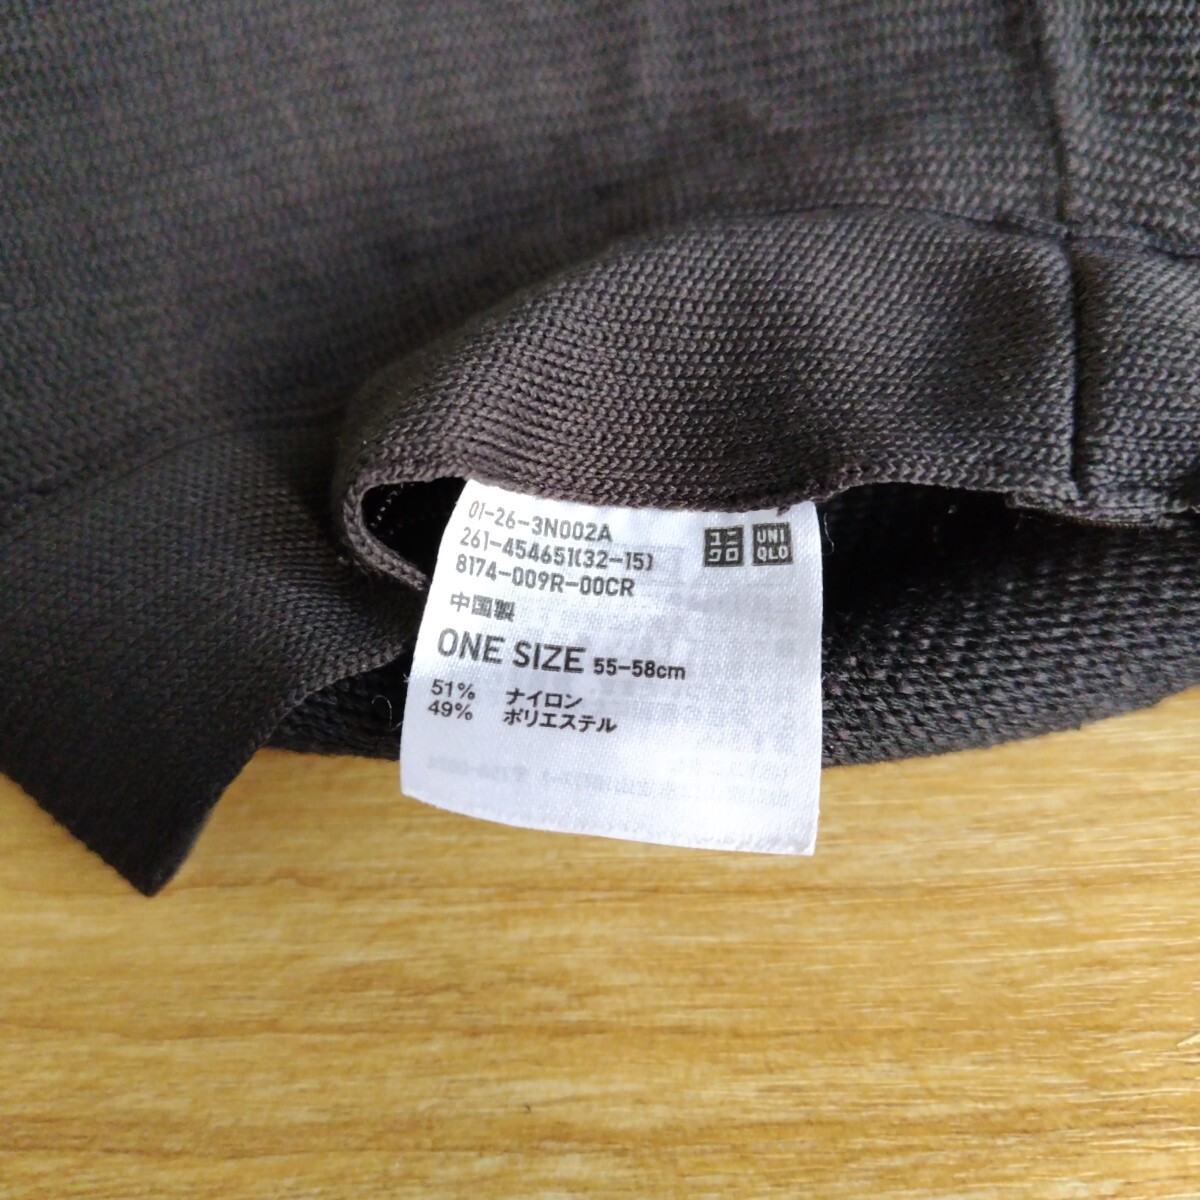 01-26-3N002A
261-454651(32-15)
8174-009R-00CR
ユニ
クロ
UNI
QLO
中国製
ONE SIZE 55-58cm
51% ナイロン
49% ポリエステル